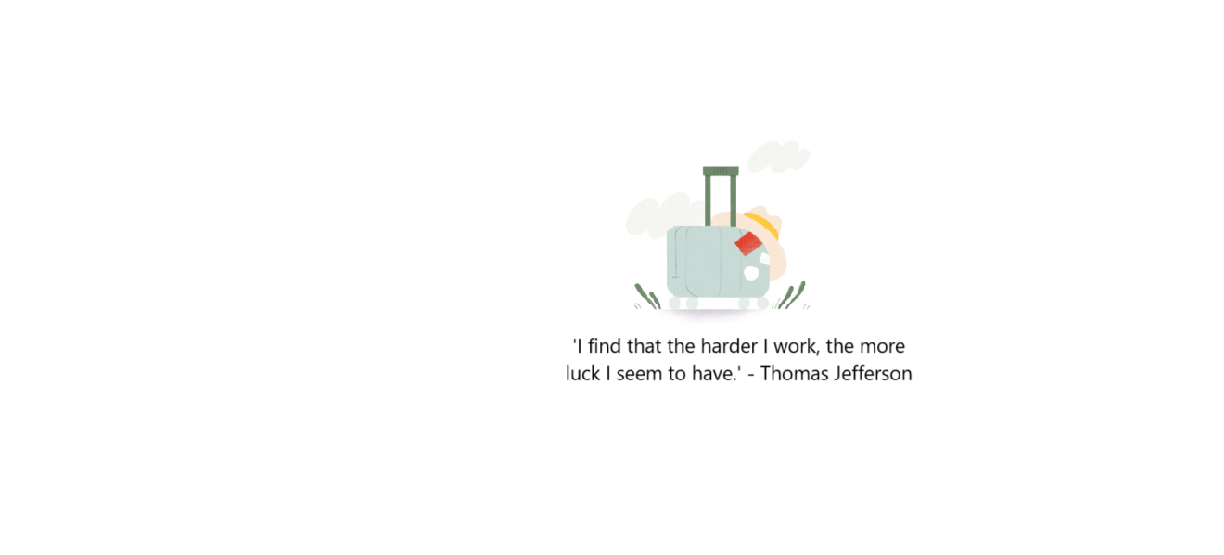 'I find that the harder I work, the more
luck I seem to have.' - Thomas Jefferson